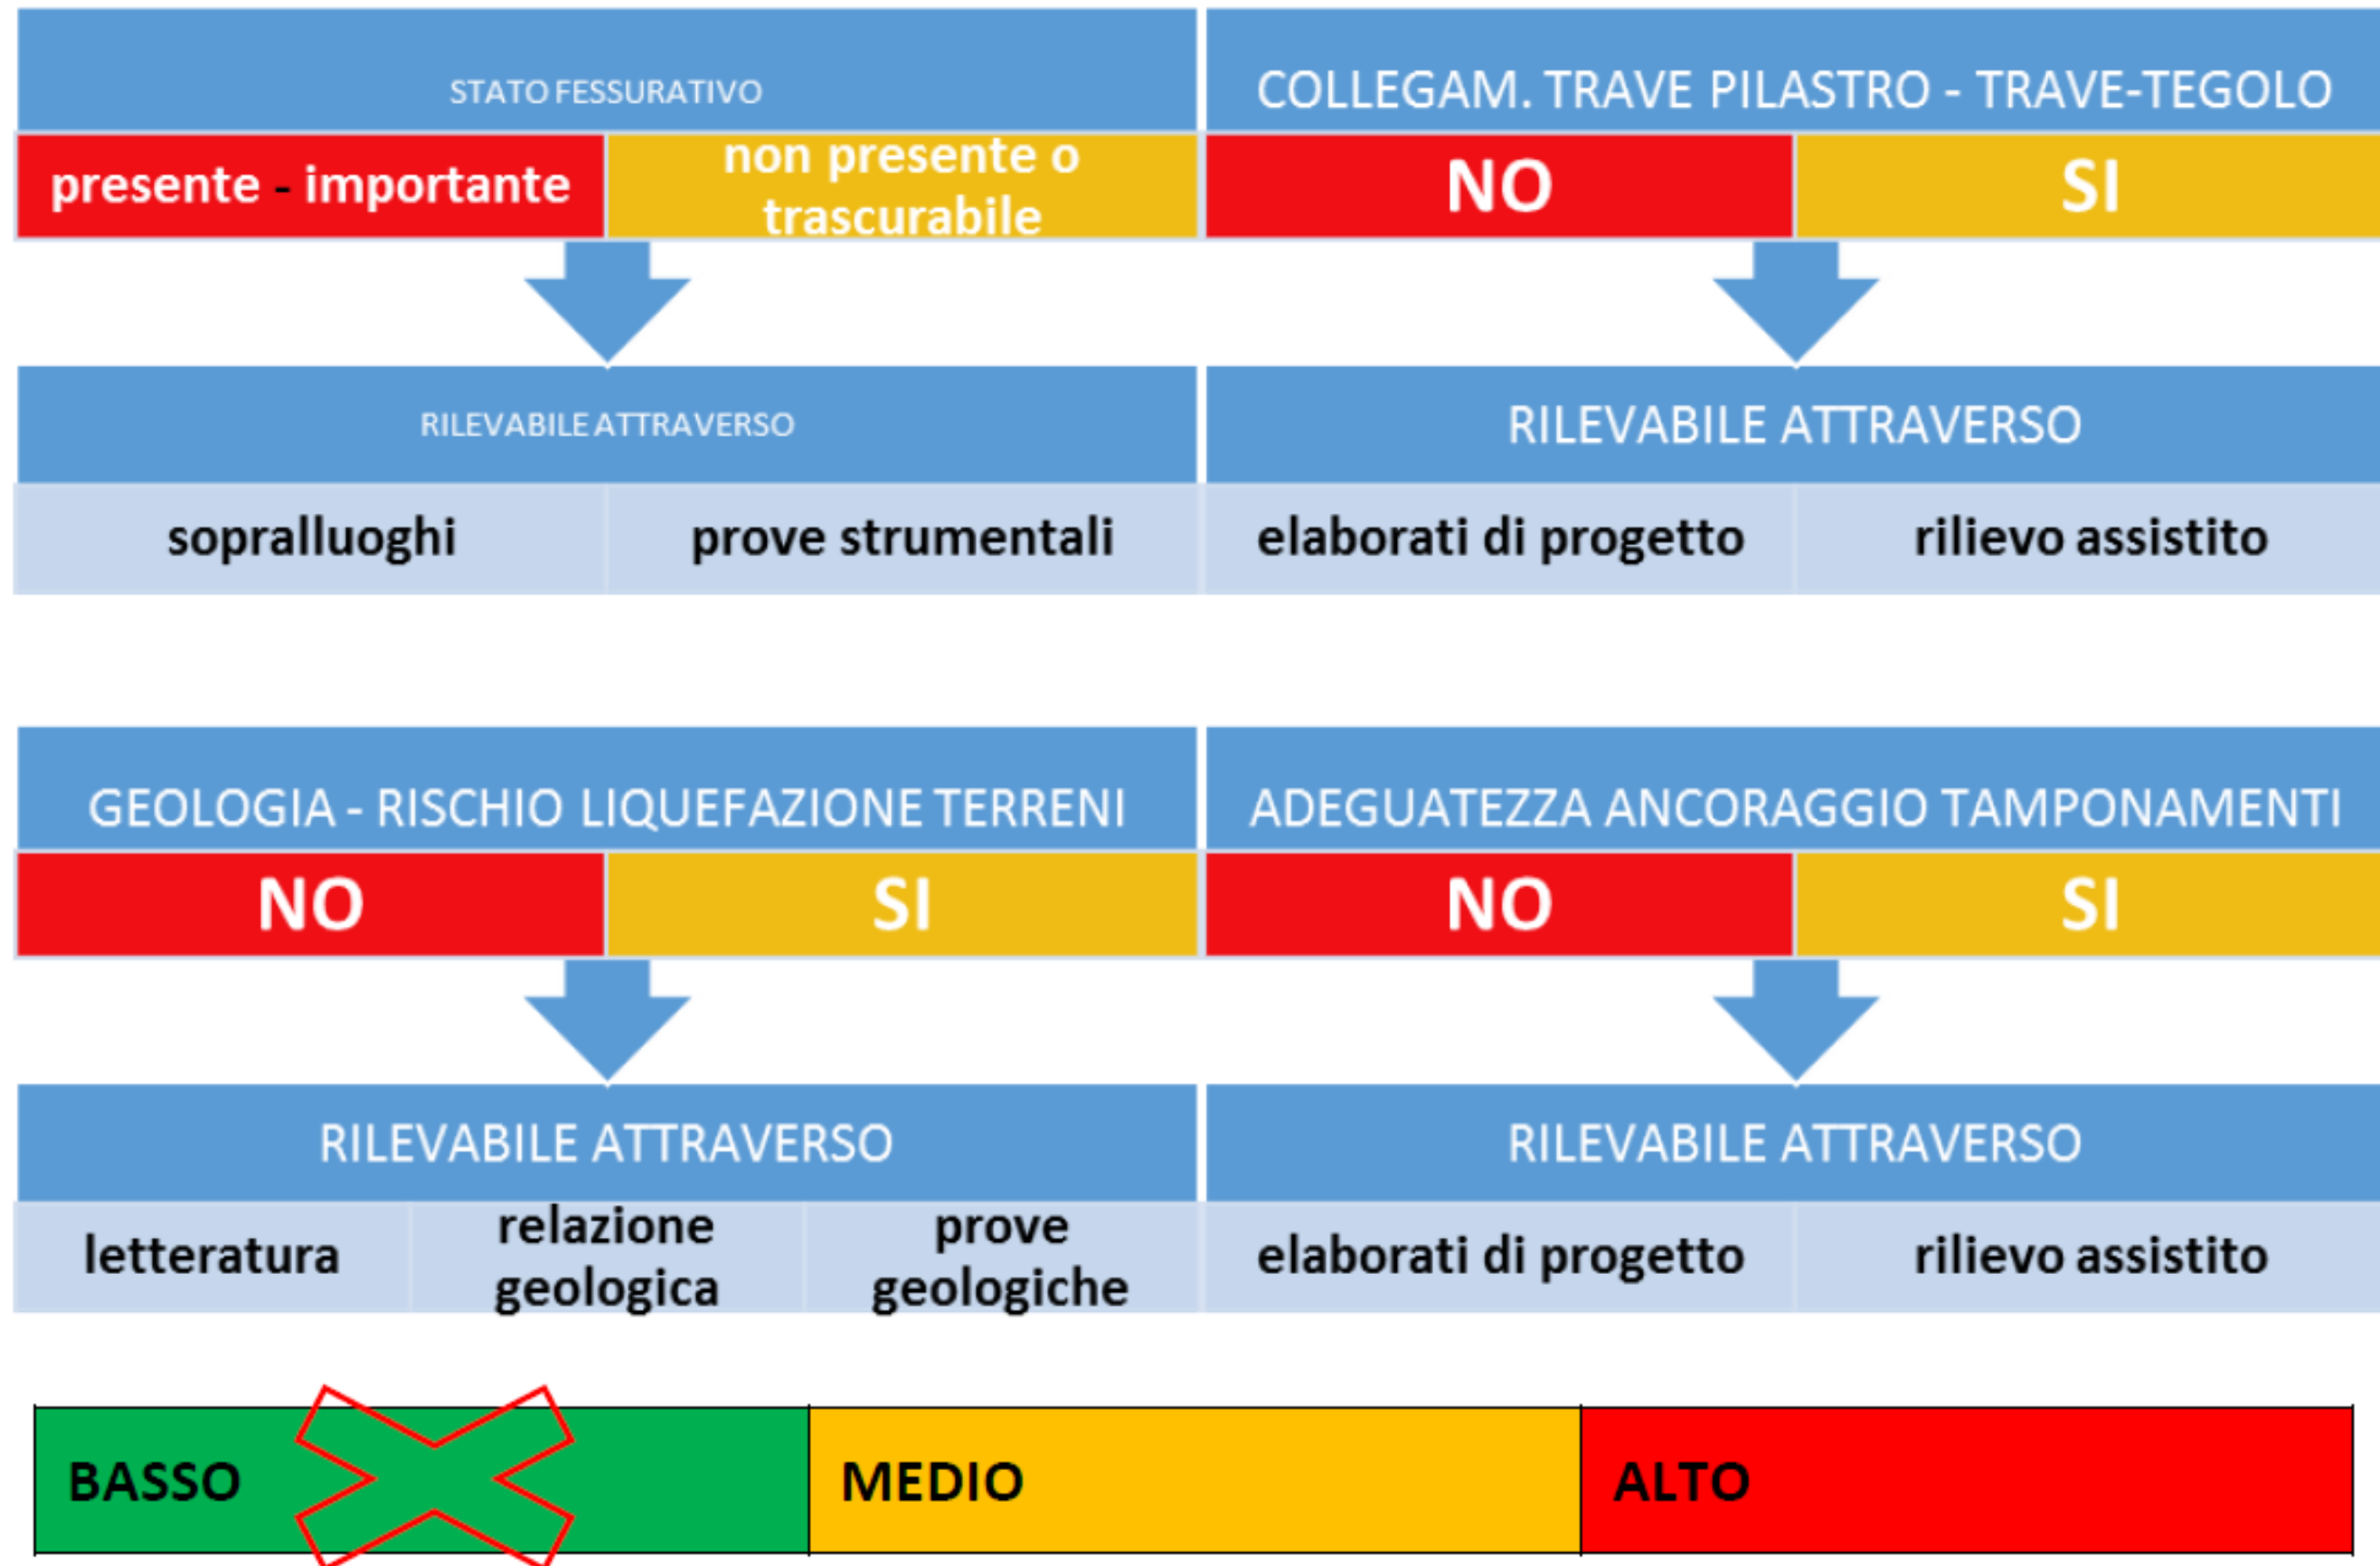 STATO FESSURATIVO
presente - importante
non presente o
trascurabile
RILEVABILE ATTRAVERSO
sopralluoghi
prove strumentali
COLLEGAM. TRAVE PILASTRO - TRAVE-TEGOLO
NO
SI
RILEVABILE ATTRAVERSO
elaborati di progetto
rilievo assistito
GEOLOGIA - RISCHIO LIQUEFAZIONE TERRENI
NO
SI
RILEVABILE ATTRAVERSO
letteratura
relazione
geologica
prove
geologiche
ADEGUATEZZA ANCORAGGIO TAMPONAMENTI
NO
SI
RILEVABILE ATTRAVERSO
elaborati di progetto
rilievo assistito
BASSO
MEDIO
ALTO